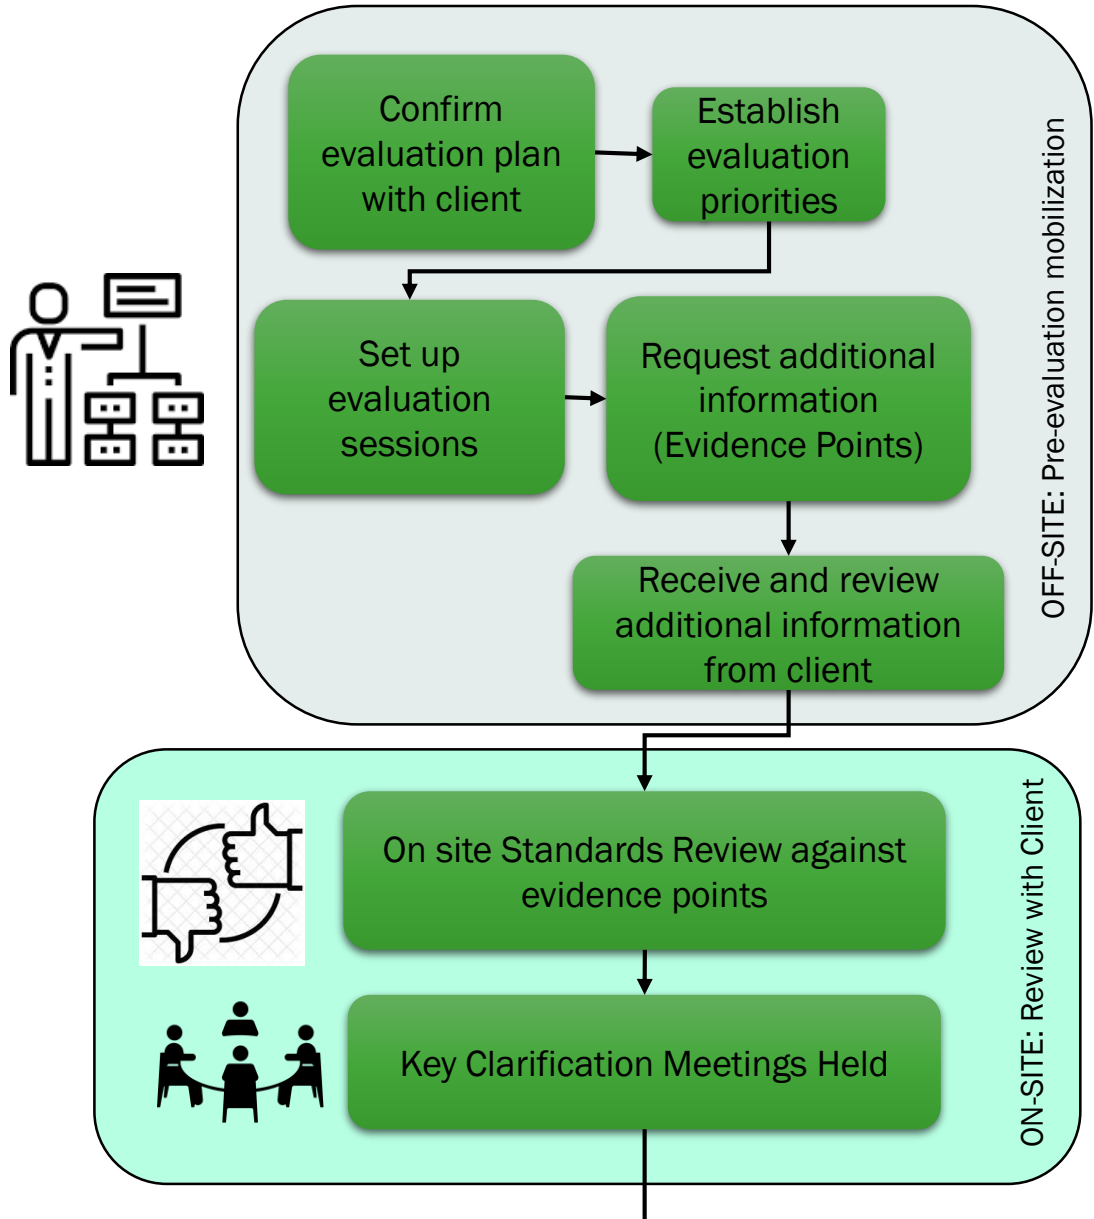 Confirm
evaluation plan
with client
Establish
evaluation
priorities
Set up
evaluation
sessions
Request additional
information
(Evidence Points)
Receive and review
additional information
from client
OFF-SITE: Pre-evaluation mobilization
On site Standards Review against
evidence points
Key Clarification Meetings Held
ON-SITE: Review with Client